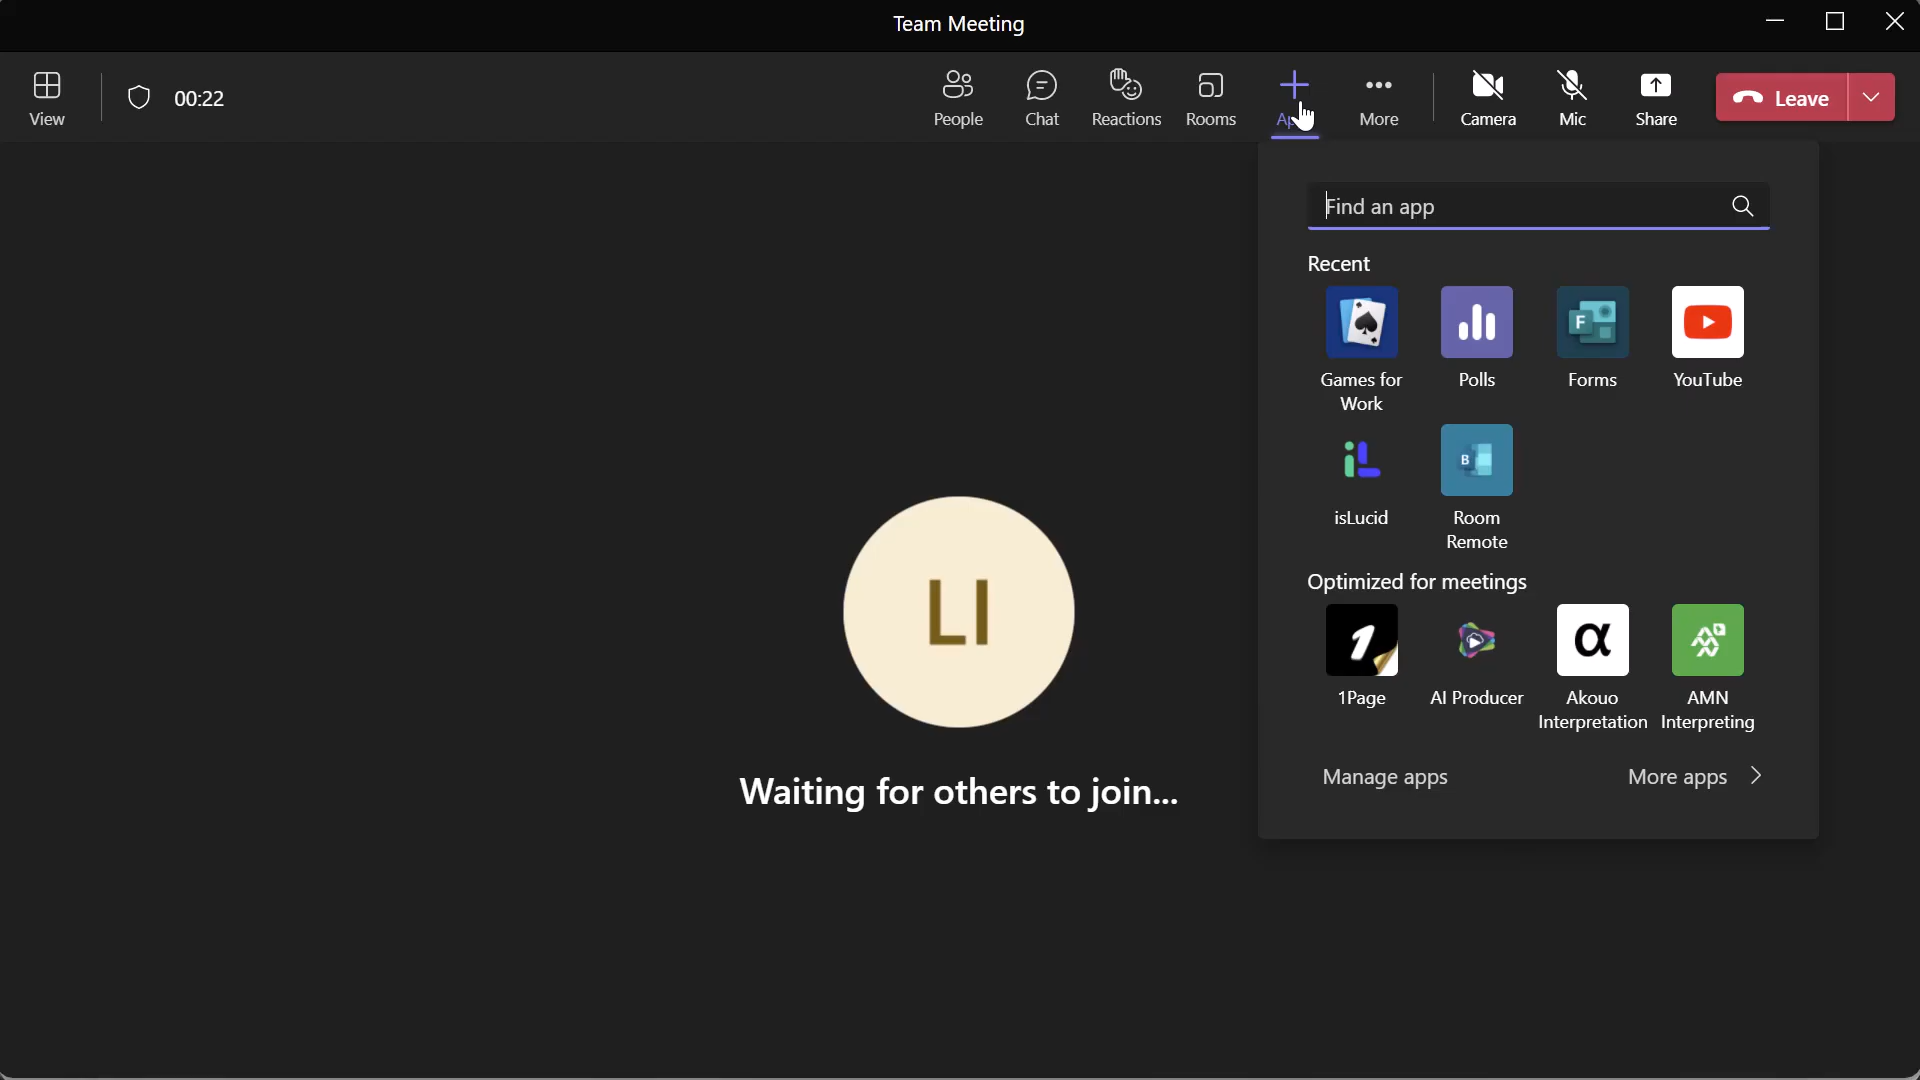 Team Meeting
View
00:22
People
Chat
Reactions
Rooms
More
Camera
Mic
Share
Leave
Find an app
Recent
Games for
Work
Polls
Forms
YouTube
isLucid
B
Room
Remote
F
Optimized for meetings
1
1Page
AI Producer
α
Akouo
Interpretation
AMN
Interpreting
Manage apps
More apps
LI
Waiting for others to join...